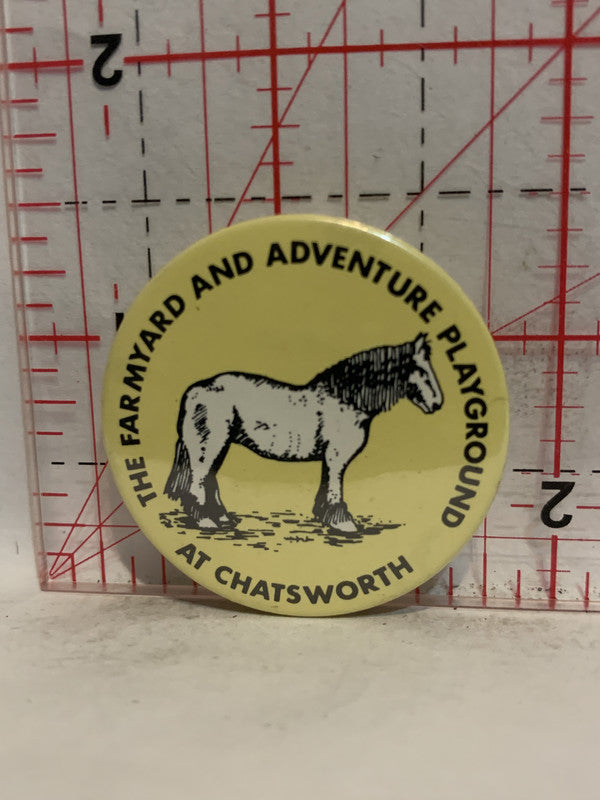 2
THE FARMYARD AND ADVENTURE PLAYGROUND
AT CHATSWORTH
2